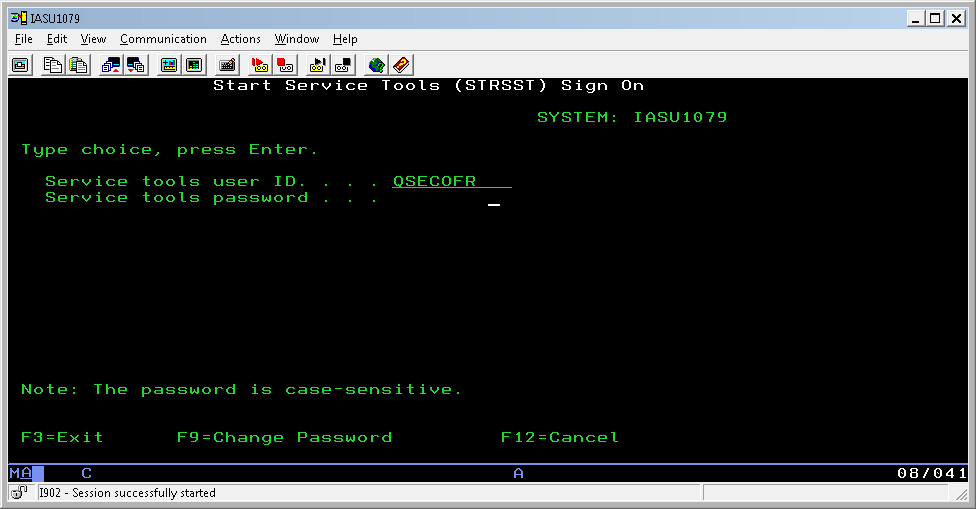 IASU1079
File Edit View Communication Actions Window Help
Start Service Tools (STRSST) Sign On
SYSTEM: IASU1079
Type choice, press Enter.
Service tools user ID. . . . QSECOFR
Service tools password . . .
Note: The password is case-sensitive.
F3=Exit F9=Change Password F12=Cancel
MA C A 08/041
I902 - Session successfully started